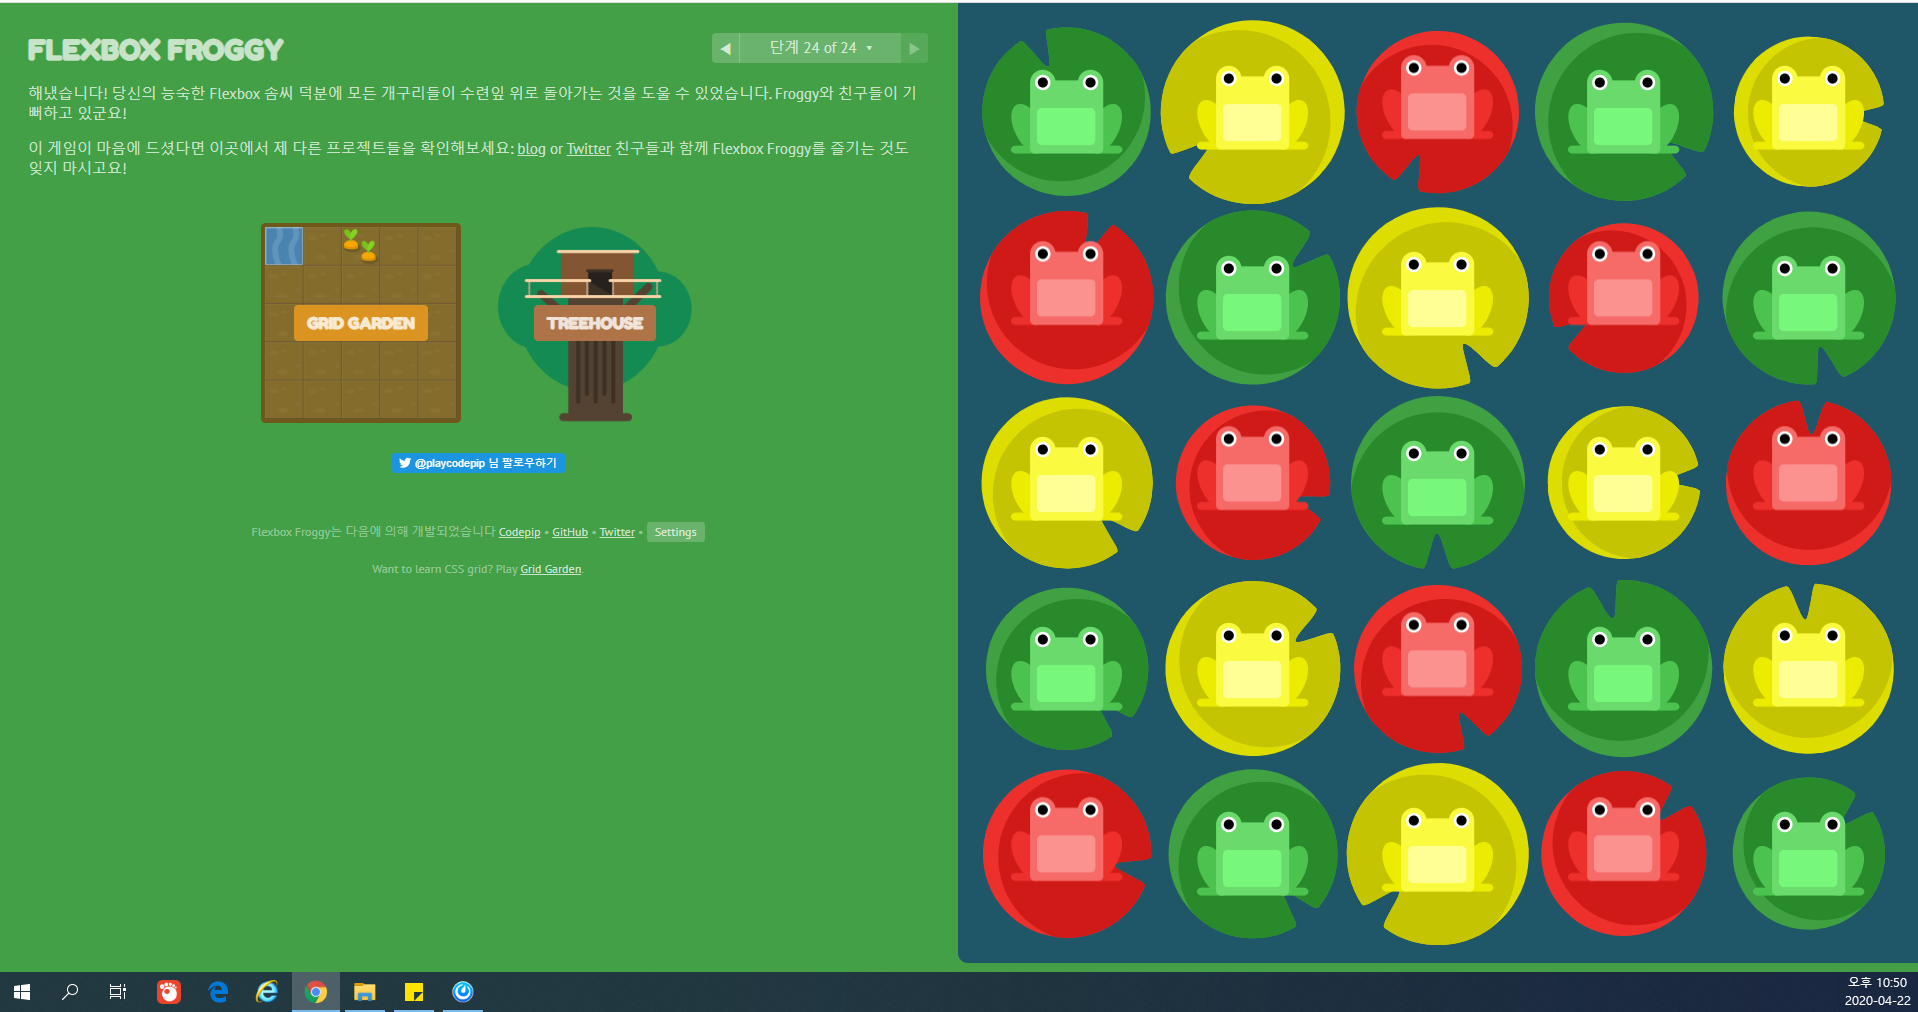 FLEXBOX FROGGY
단계 24 of 24
해냈습니다! 당신의 능숙한 Flexbox 솜씨 덕분에 모든 개구리들이 수련잎 위로 돌아가는 것을 도울 수 있었습니다. Froggy와 친구들이 기
뻐하고 있군요!
이 게임이 마음에 드셨다면 이곳에서 제 다른 프로젝트들을 확인해보세요: blog or Twitter 친구들과 함께 Flexbox Froggy를 즐기는 것도
잊지 마시고요!
GRID GARDEN
TREEHOUSE
@playcodepip 님 팔로우하기
Flexbox Froggy는 다음에 의해 개발되었습니다 Codepip • GitHub • Twitter • Settings
Want to learn CSS grid? Play Grid Garden.
오후 10:50
2020-04-22